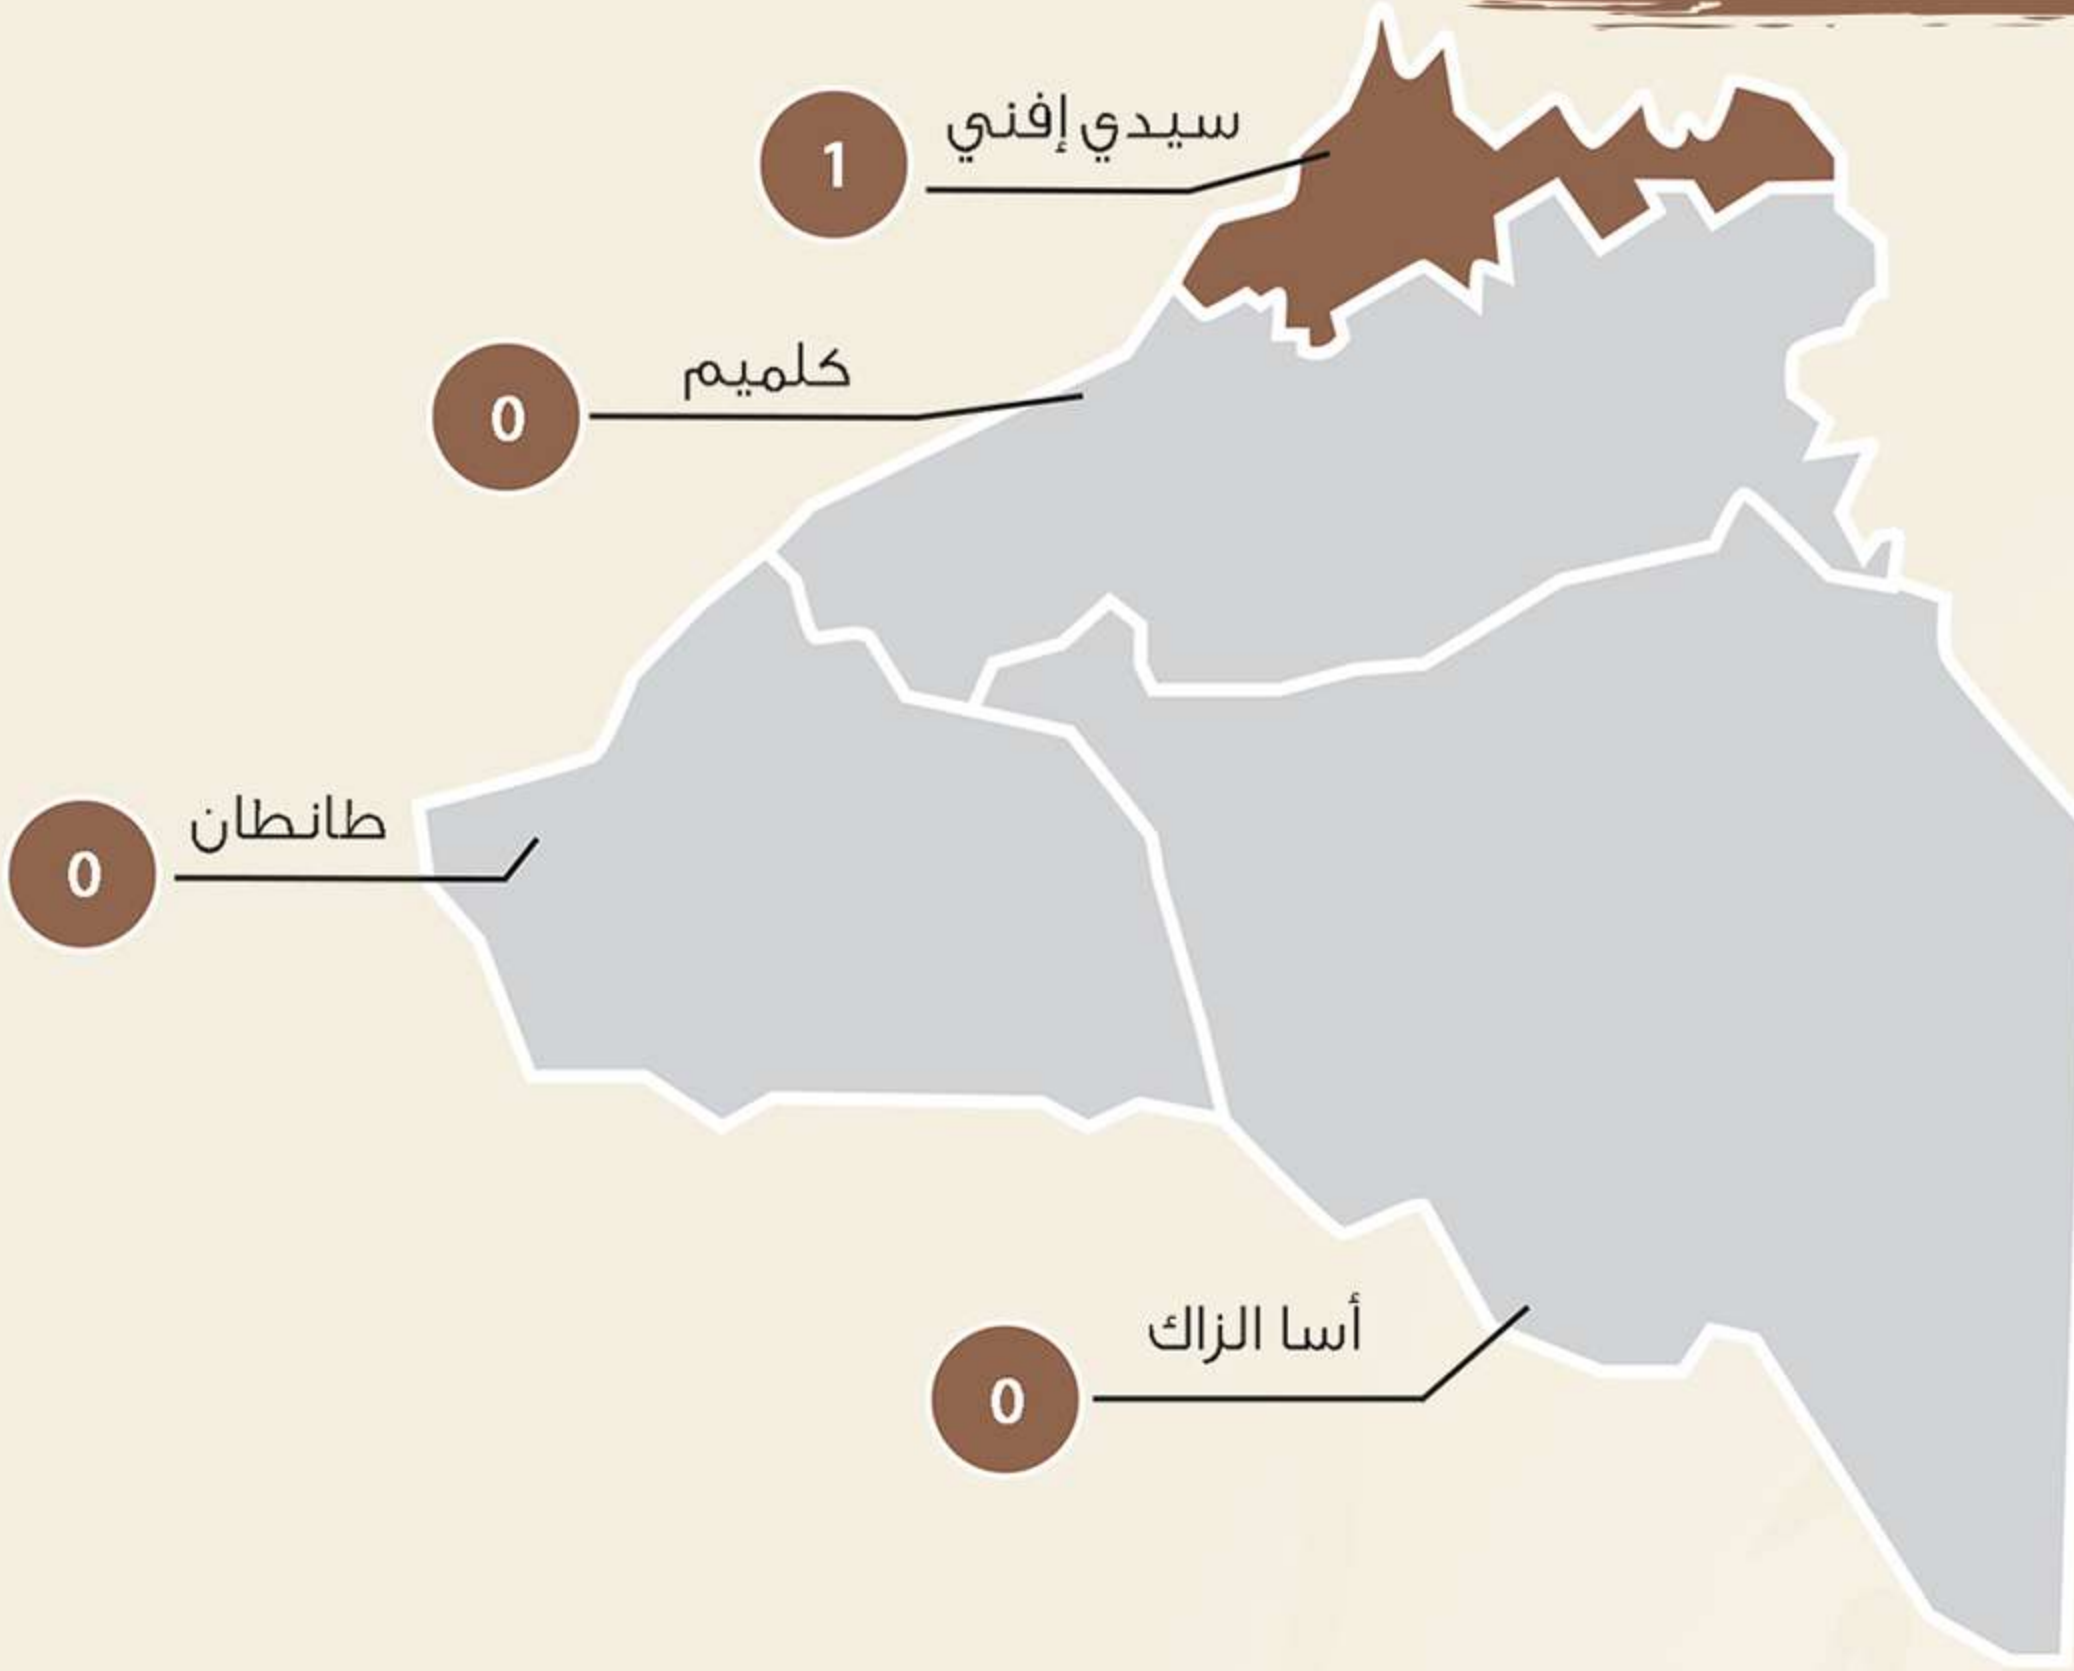 سيدي إفني
1
كلميم
0
طانطان
0
أسا الزاك
0